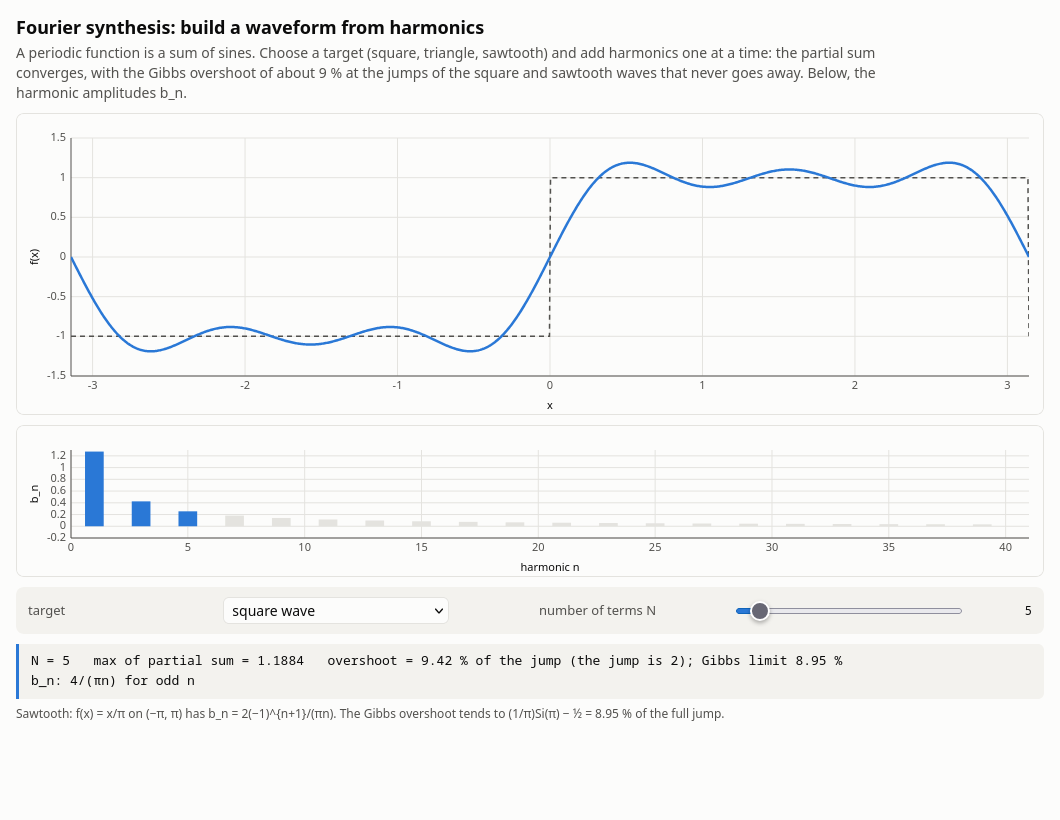 Fourier synthesis: build a waveform from harmonics
A periodic function is a sum of sines. Choose a target (square, triangle, sawtooth) and add harmonics one at a time: the partial sum
converges, with the Gibbs overshoot of about 9 % at the jumps of the square and sawtooth waves that never goes away. Below, the
harmonic amplitudes b_n.
1.5
1
0.5
0
-0.5
-1
-1.5
f(x)
-3 -2 -1 0 1 2 3
x
1.2
1
0.8
0.6
0.4
0.2
0
-0.2
b_n
0 5 10 15 20 25 30 35 40
harmonic n
target square wave number of terms N 5
N = 5 max of partial sum = 1.1884 overshoot = 9.42 % of the jump (the jump is 2); Gibbs limit 8.95 %
b_n: 4/(πn) for odd n
Sawtooth: f(x) = x/π on (−π, π) has b_n = 2(−1)^{n+1}/(πn). The Gibbs overshoot tends to (1/π)Si(π) − ½ = 8.95 % of the full jump.